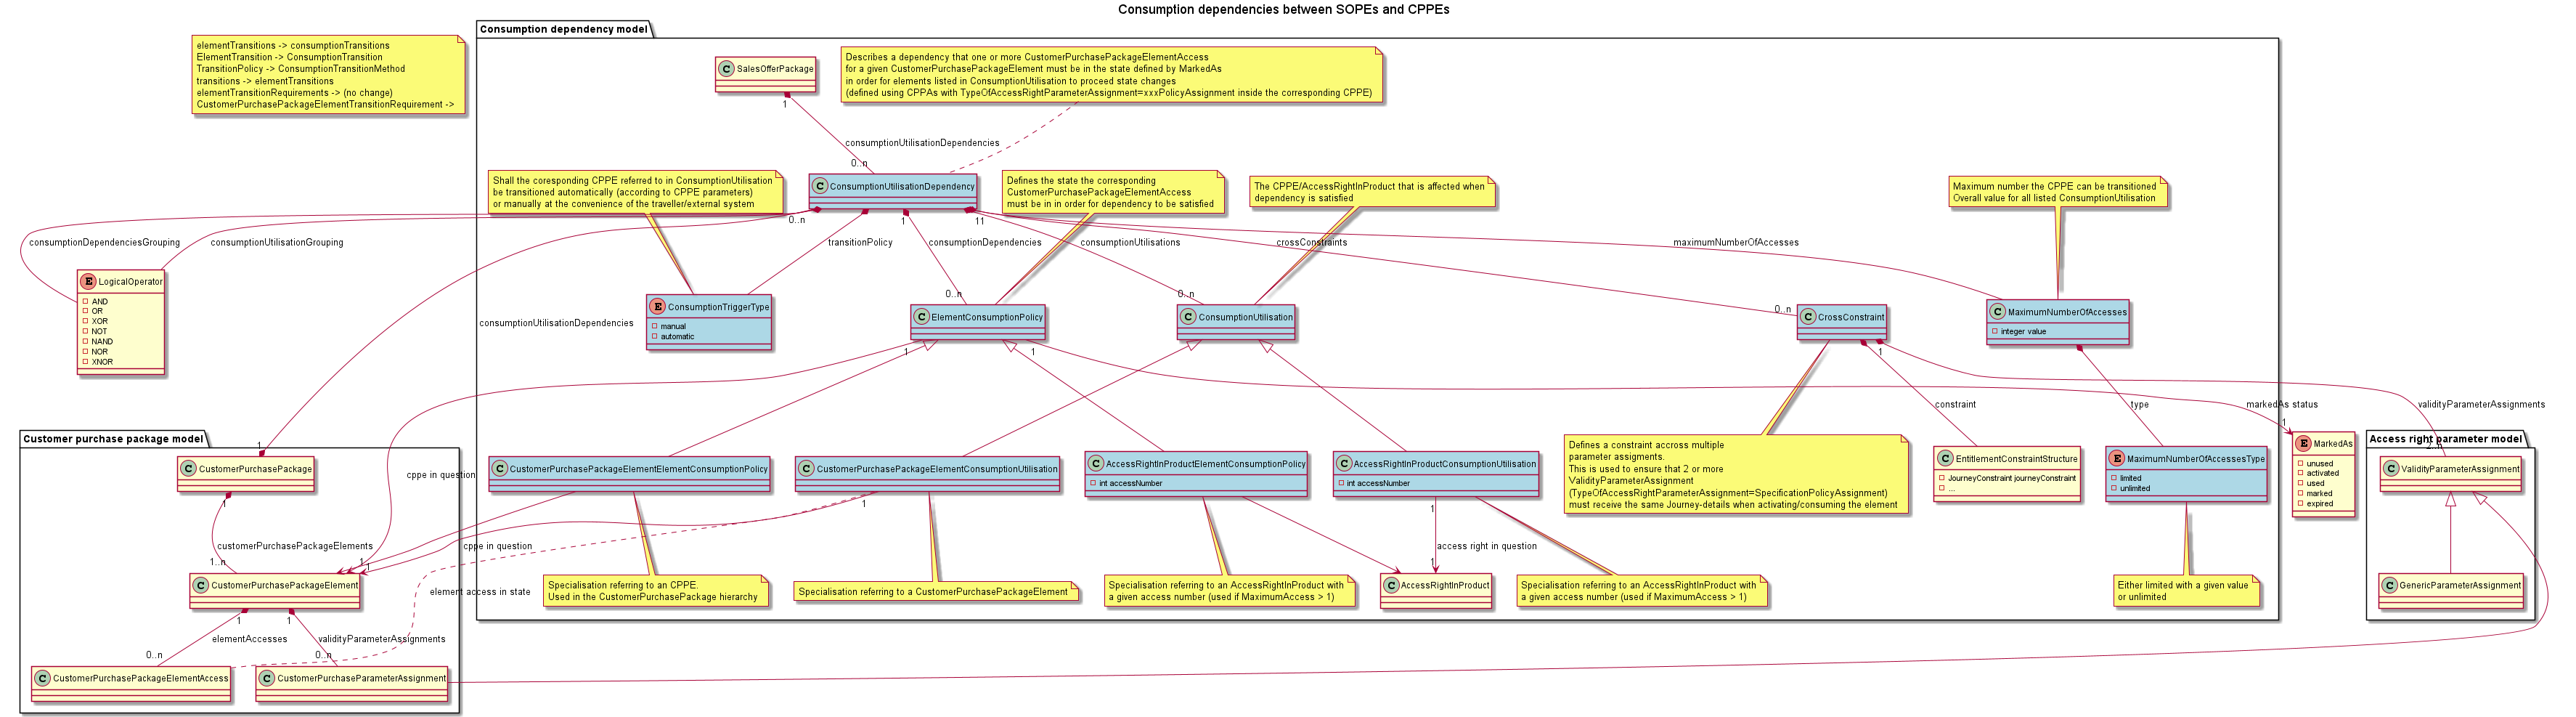 Consumption dependencies between SOPEs and CPPEs
Consumption dependency model
elementTransitions -> consumptionTransitions
ElementTransition -> ConsumptionTransition
TransitionPolicy -> ConsumptionTransitionMethod
transitions -> elementTransitions
elementTransitionRequirements -> (no change)
CustomerPurchasePackageElementTransitionRequirement ->
C SalesOfferPackage
Describes a dependency that one or more CustomerPurchasePackageElementAccess
for a given CustomerPurchasePackageElement must be in the state defined by MarkedAs
in order for elements listed in ConsumptionUtilisation to proceed state changes
(defined using CPPAs with TypeOfAccessRightParameterAssignment=xxxPolicyAssignment inside the corresponding CPPE)
1
consumptionUtilisationDependencies
0..n
Shall the coresponding CPPE referred to in ConsumptionUtilisation
be transitioned automatically (according to CPPE parameters)
or manually at the convenience of the traveller/external system
C ConsumptionUtilisationDependency
Defines the state the corresponding
CustomerPurchasePackageElementAccess
must be in in order for dependency to be satisfied
The CPPE/AccessRightInProduct that is affected when
dependency is satisfied
Maximum number the CPPE can be transitioned
Overall value for all listed ConsumptionUtilisation
0..n
1
11
consumptionDependenciesGrouping
consumptionUtilisationGrouping
transitionPolicy
consumptionDependencies
consumptionUtilisations
crossConstraints
maximumNumberOfAccesses
E LogicalOperator
AND
OR
XOR
NOT
NAND
NOR
XNOR
consumptionUtilisationDependencies
E ConsumptionTriggerType
manual
automatic
0..n
C ElementConsumptionPolicy
0..n
C ConsumptionUtilisation
0..n
C CrossConstraint
C MaximumNumberOfAccesses
integer value
1
1
1
constraint
type
markedAs status
validityParameterAssignments
1
2..n
Customer purchase package model
1
C CustomerPurchasePackage
cppe in question
C CustomerPurchasePackageElementElementConsumptionPolicy
C CustomerPurchasePackageElementConsumptionUtilisation
C AccessRightInProductElementConsumptionPolicy
int accessNumber
C AccessRightInProductConsumptionUtilisation
int accessNumber
Defines a constraint accross multiple
parameter assigments.
This is used to ensure that 2 or more
ValidityParameterAssignment
(TypeOfAccessRightParameterAssignment=SpecificationPolicyAssignment)
must receive the same Journey-details when activating/consuming the element
C EntitlementConstraintStructure
JourneyConstraint journeyConstraint
...
E MaximumNumberOfAccessesType
limited
unlimited
E MarkedAs
unused
activated
used
marked
expired
Access right parameter model
C ValidityParameterAssignment
1
1
1
customerPurchasePackageElements
cppe in question
access right in question
1..n
1
1
1
C CustomerPurchasePackageElement
element access in state
Specialisation referring to an CPPE.
Used in the CustomerPurchasePackage hierarchy
Specialisation referring to a CustomerPurchasePackageElement
Specialisation referring to an AccessRightInProduct with
a given access number (used if MaximumAccess > 1)
C AccessRightInProduct
Specialisation referring to an AccessRightInProduct with
a given access number (used if MaximumAccess > 1)
Either limited with a given value
or unlimited
C GenericParameterAssignment
1
1
elementAccesses
validityParameterAssignments
0..n
0..n
C CustomerPurchasePackageElementAccess
C CustomerPurchaseParameterAssignment